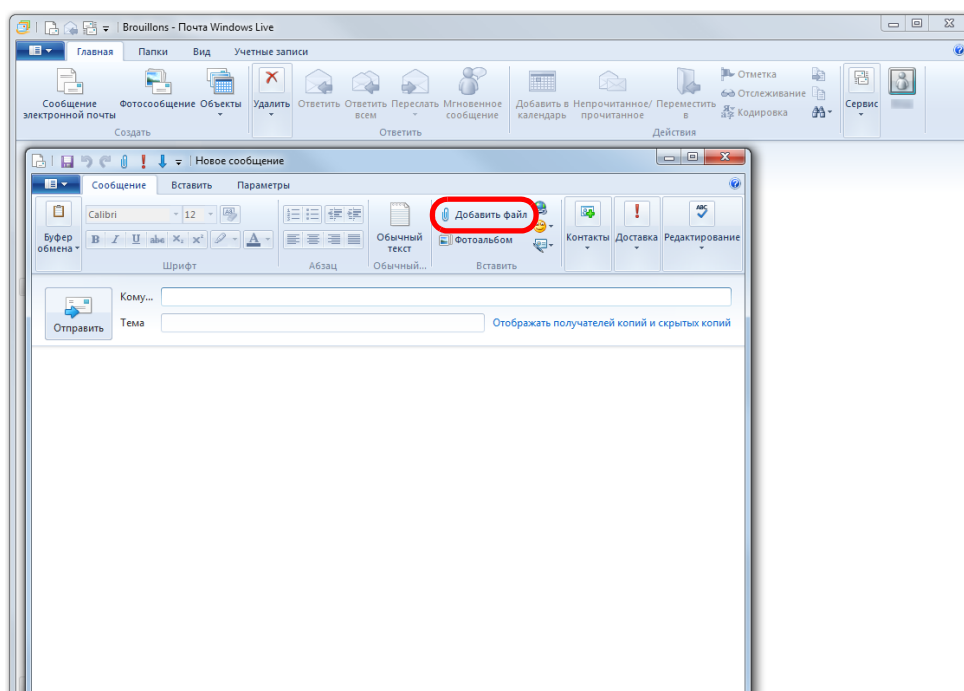 Brouillons - Почта Windows Live
Главная Папки Вид Учетные записи
Сообщение электронной почты
Фотосообщение
Объекты
Удалить
Ответить
Ответить всем
Переслать
Мгновенное сообщение
Добавить в календарь
Непрочитанное/прочитанное
Переместить в
Отметка
Отслеживание
Кодировка
Сервис
Создать Ответить Действия
Новое сообщение
Сообщение Вставить Параметры
Буфер обмена
Calibri 12
Обычный текст
Добавить файл
Фотоальбом
Контакты
Доставка
ABC
Редактирование
Шрифт Абзац Обычный... Вставить
Отправить
Кому...
Тема Отображать получателей копий и скрытых копий